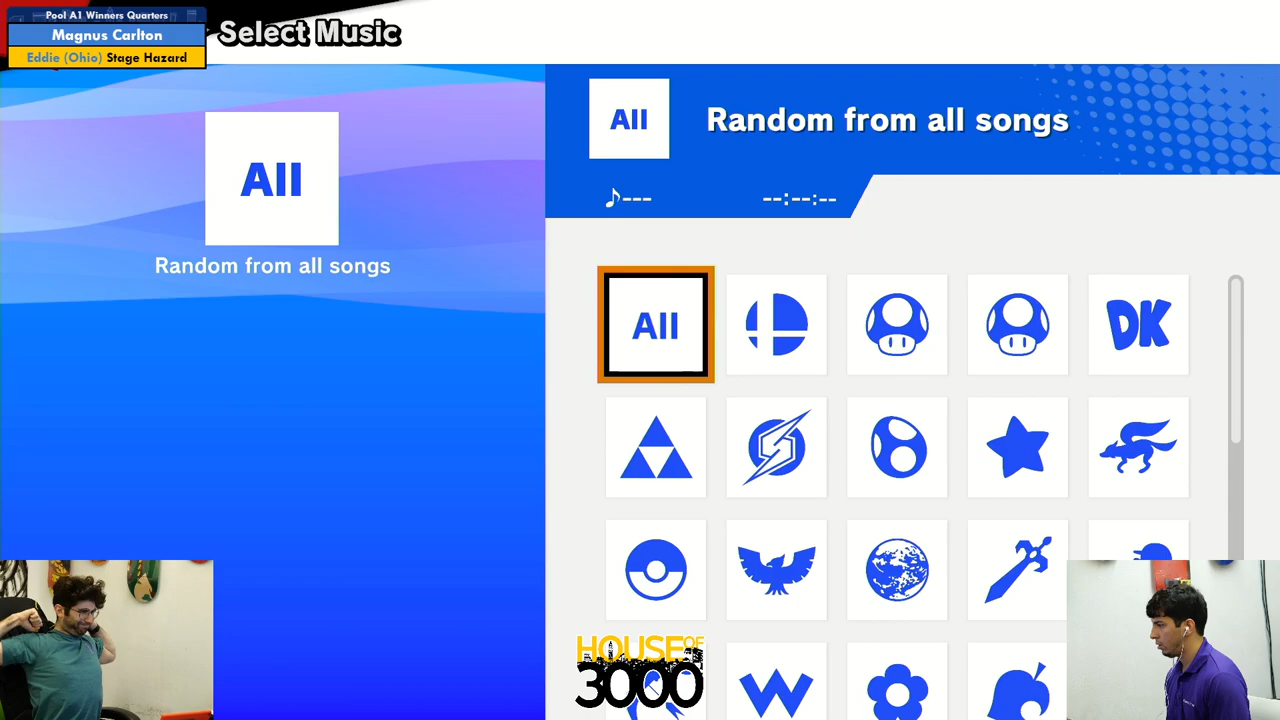 Pool A1 Winners Quarters
Magnus Carlton
Eddie (Ohio) Stage Hazard
Select Music
All
Random from all songs
All
Random from all songs
♪---
--:--:--
All
DK
HOUSE OF
3000